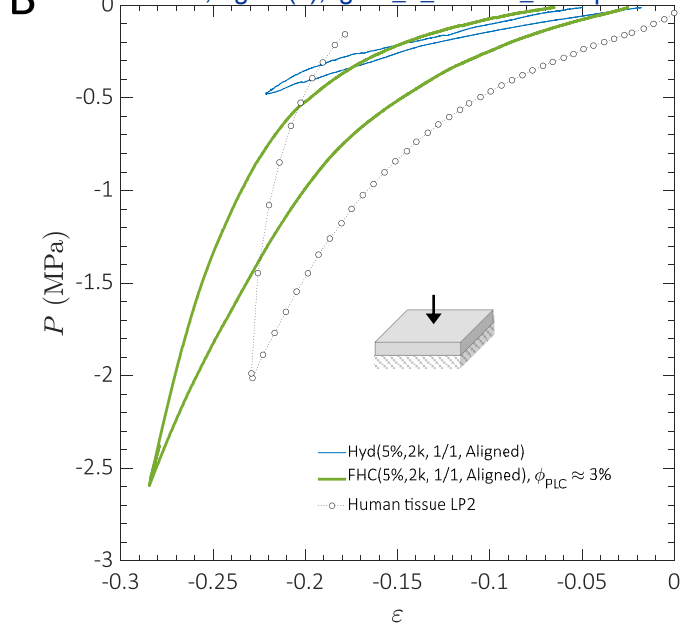 B
0
-0.5
-1
-1.5
-2
-2.5
-3
P (MPa)
Hyd(5%,2k, 1/1, Aligned)
FHC(5%,2k, 1/1, Aligned), ϕPLC ≈ 3%
Human tissue LP2
-0.3 -0.25 -0.2 -0.15 -0.1 -0.05 0
ε